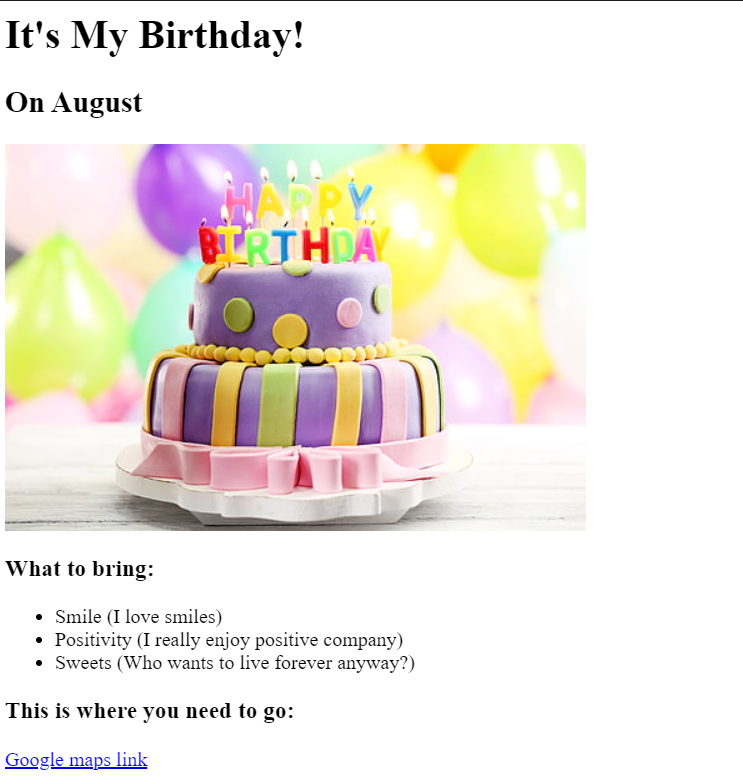 It's My Birthday!
On August
HAPPY
BIRTHDAY
What to bring:
Smile (I love smiles)
Positivity (I really enjoy positive company)
Sweets (Who wants to live forever anyway?)
This is where you need to go:
Google maps link